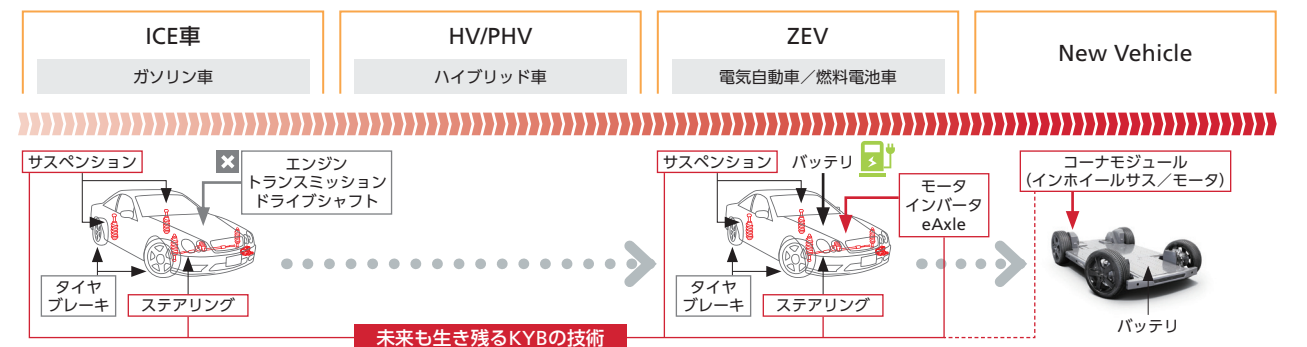 ICE車
ガソリン車
HV/PHV
ハイブリッド車
ZEV
電気自動車／燃料電池車
New Vehicle
サスペンション
エンジン
トランスミッション
ドライブシャフト
タイヤ
ブレーキ
ステアリング
サスペンション
バッテリ
モータ
インバータ
eAxle
タイヤ
ブレーキ
ステアリング
コーナモジュール
（インホイールサス／モータ）
バッテリ
未来も生き残るKYBの技術